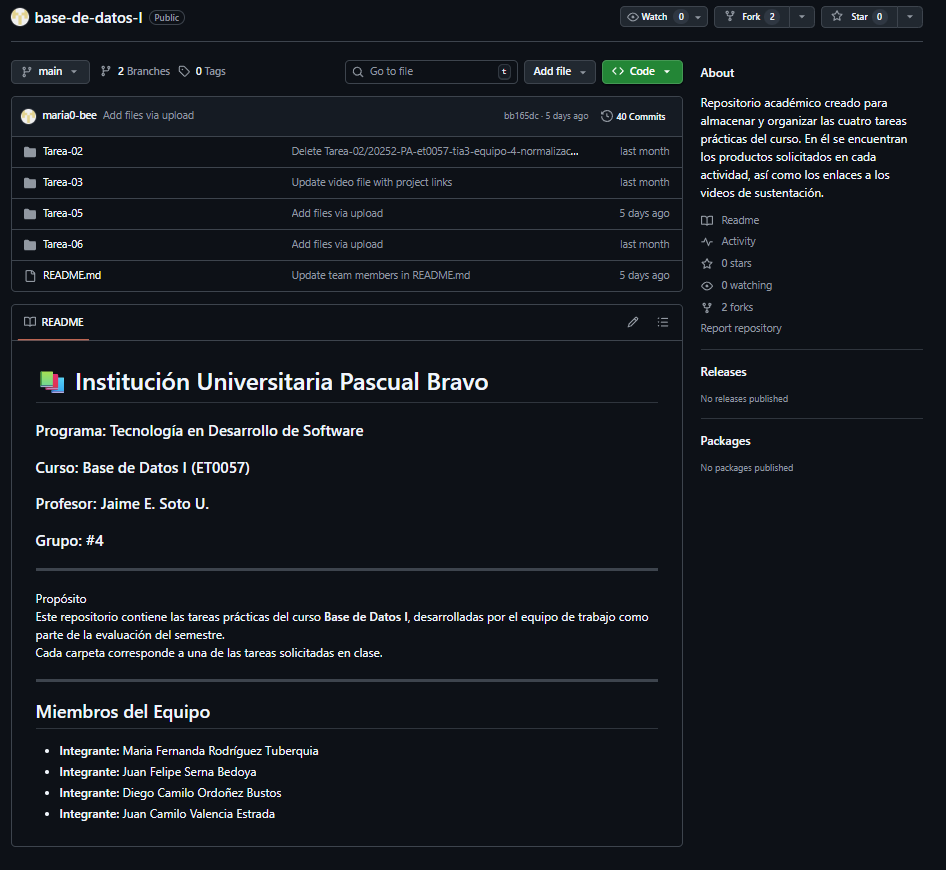 base-de-datos-I Public
Watch 0
Fork 2
Star 0
main
2 Branches
0 Tags
Go to file
t
Add file
Code
maria0-bee Add files via upload
bb165dc · 5 days ago
40 Commits
Tarea-02 Delete Tarea-02/20252-PA-et0057-tia3-equipo-4-normalizac... last month
Tarea-03 Update video file with project links last month
Tarea-05 Add files via upload 5 days ago
Tarea-06 Add files via upload last month
README.md Update team members in README.md 5 days ago
README
Institución Universitaria Pascual Bravo
Programa: Tecnología en Desarrollo de Software
Curso: Base de Datos I (ET0057)
Profesor: Jaime E. Soto U.
Grupo: #4
Propósito
Este repositorio contiene las tareas prácticas del curso Base de Datos I, desarrolladas por el equipo de trabajo como
parte de la evaluación del semestre.
Cada carpeta corresponde a una de las tareas solicitadas en clase.
Miembros del Equipo
Integrante: Maria Fernanda Rodríguez Tuberquia
Integrante: Juan Felipe Serna Bedoya
Integrante: Diego Camilo Ordoñez Bustos
Integrante: Juan Camilo Valencia Estrada
About
Repositorio académico creado para
almacenar y organizar las cuatro tareas
prácticas del curso. En él se encuentran
los productos solicitados en cada
actividad, así como los enlaces a los
videos de sustentación.
Readme
Activity
0 stars
0 watching
2 forks
Report repository
Releases
No releases published
Packages
No packages published